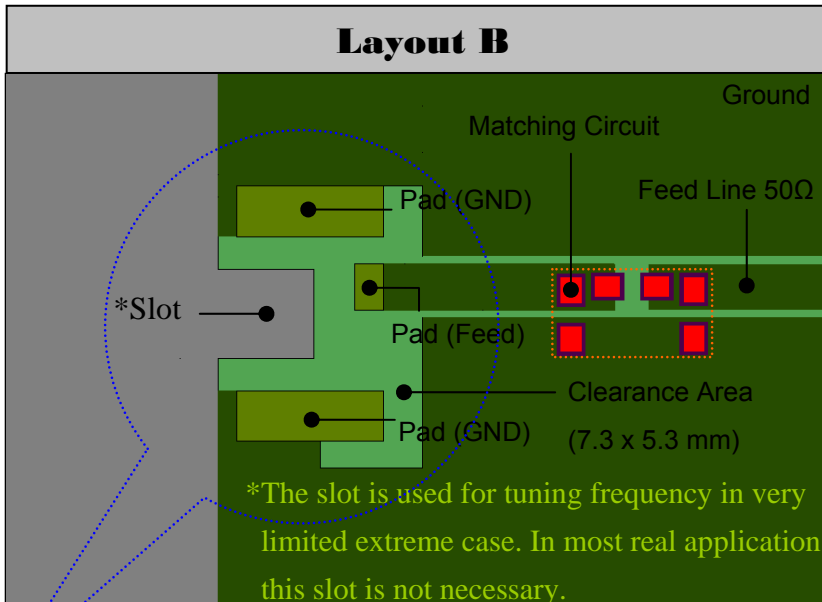 Layout B
Ground
Matching Circuit
Pad (GND)
Feed Line 50Ω
*Slot
Pad (Feed)
Clearance Area
(7.3 x 5.3 mm)
Pad (GND)
*The slot is used for tuning frequency in very
limited extreme case. In most real application
this slot is not necessary.